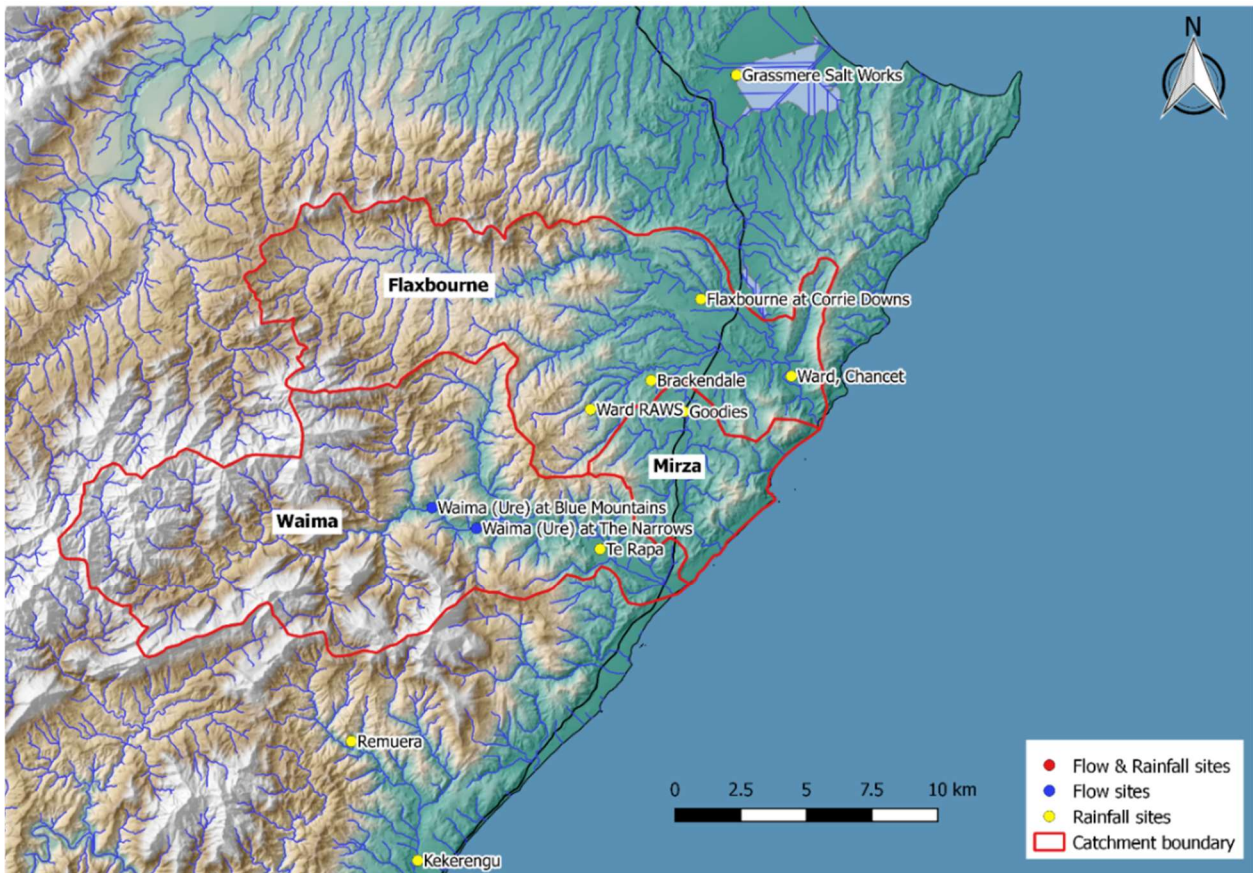 N
Grassmere Salt Works
Flaxbourne
Flaxbourne at Corrie Downs
Brackendale
Ward, Chancet
Ward RAWS
Goodies
Mirza
Waima (Ure) at Blue Mountains
Waima
Waima (Ure) at The Narrows
Te Rapa
Remuera
Kekerengu
0 2.5 5 7.5 10 km
Flow & Rainfall sites
Flow sites
Rainfall sites
Catchment boundary